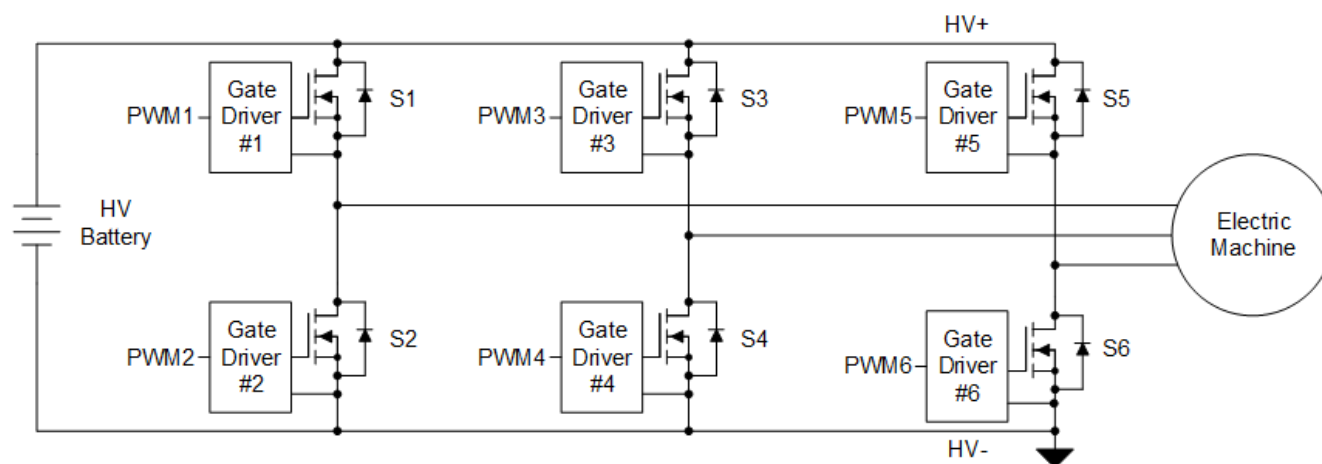 HV+
Gate
Driver
#1
PWM1
S1
Gate
Driver
#3
PWM3
S3
Gate
Driver
#5
PWM5
S5
HV
Battery
Electric
Machine
Gate
Driver
#2
PWM2
S2
Gate
Driver
#4
PWM4
S4
Gate
Driver
#6
PWM6
S6
HV-